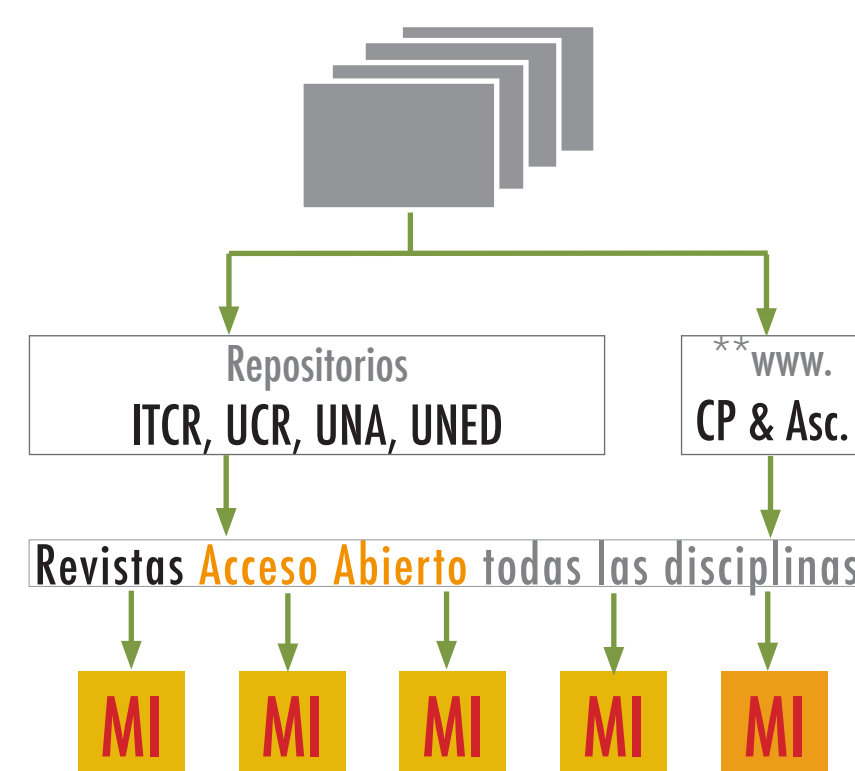 Repositorios
ITCR, UCR, UNA, UNED
**www.
CP & Asc.
Revistas Acceso Abierto todas las disciplinas
MI MI MI MI MI